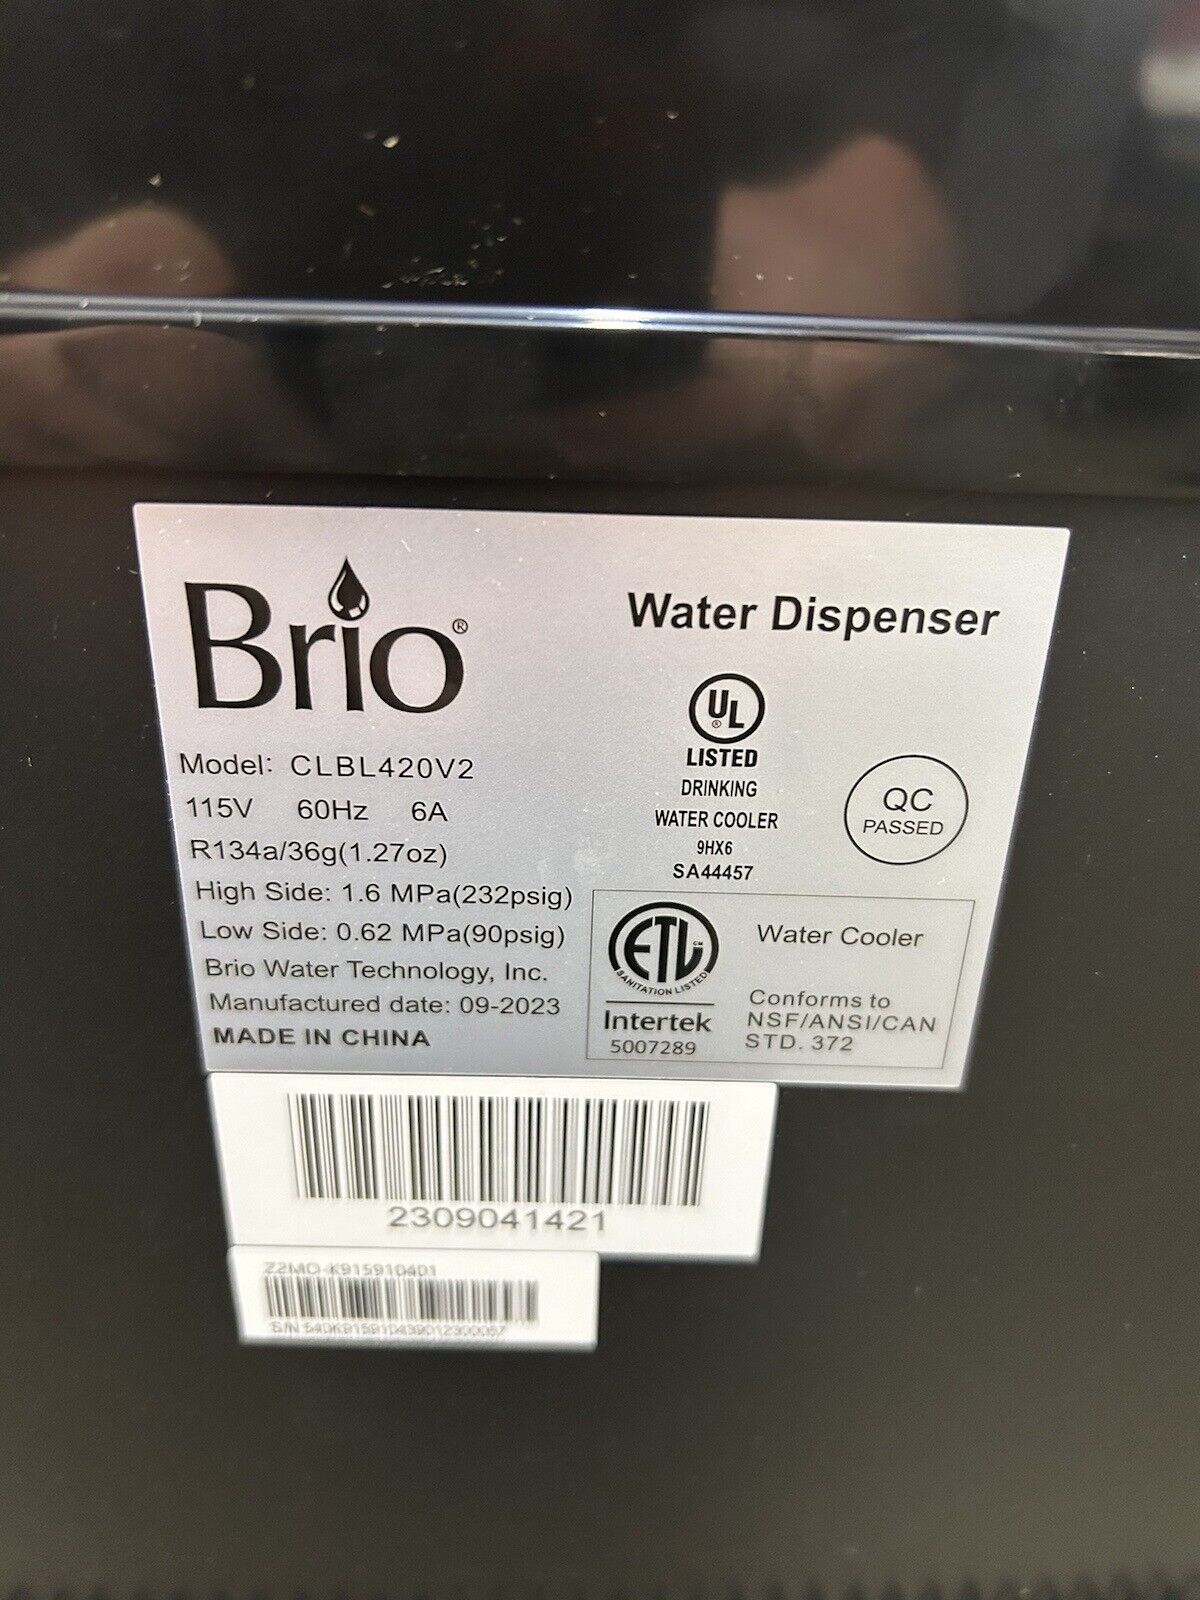 Brio®
Water Dispenser
Model: CLBL420V2
115V 60Hz 6A
R134a/36g(1.27oz)
High Side: 1.6 MPa(232psig)
Low Side: 0.62 MPa(90psig)
Brio Water Technology, Inc.
Manufactured date: 09-2023
MADE IN CHINA
UL®
LISTED
DRINKING
WATER COOLER
9HX6
SA44457
QC
PASSED
ETL CM
SANITATION LISTED
Intertek
5007289
Water Cooler
Conforms to
NSF/ANSI/CAN
STD. 372
2309041421
Z2MO-K915910401
S/N